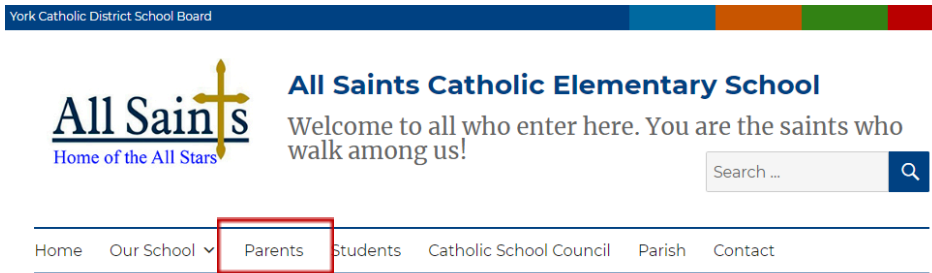 York Catholic District School Board
All Saints
Home of the All Stars
All Saints Catholic Elementary School
Welcome to all who enter here. You are the saints who
walk among us!
Search ...
Home Our School Parents Students Catholic School Council Parish Contact